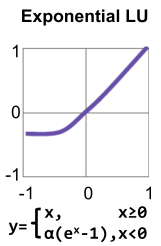 Exponential LU
1
0
-1
-1 0 1
y={x, x≥0
α(eˣ-1),x<0